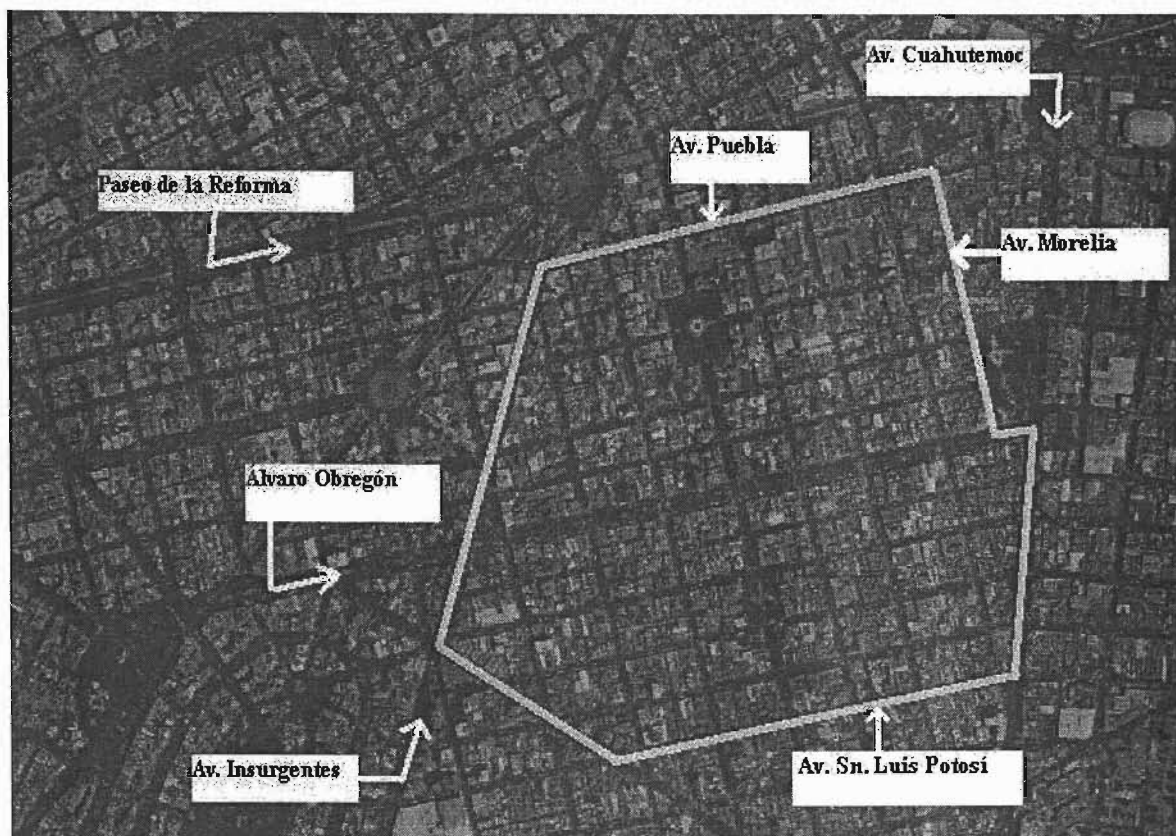 Av. Cuahutemoc
Av. Puebla
Paseo de la Reforma
Av. Morelia
Alvaro Obregón
Av. Insurgentes
Av. Sn. Luis Potosí